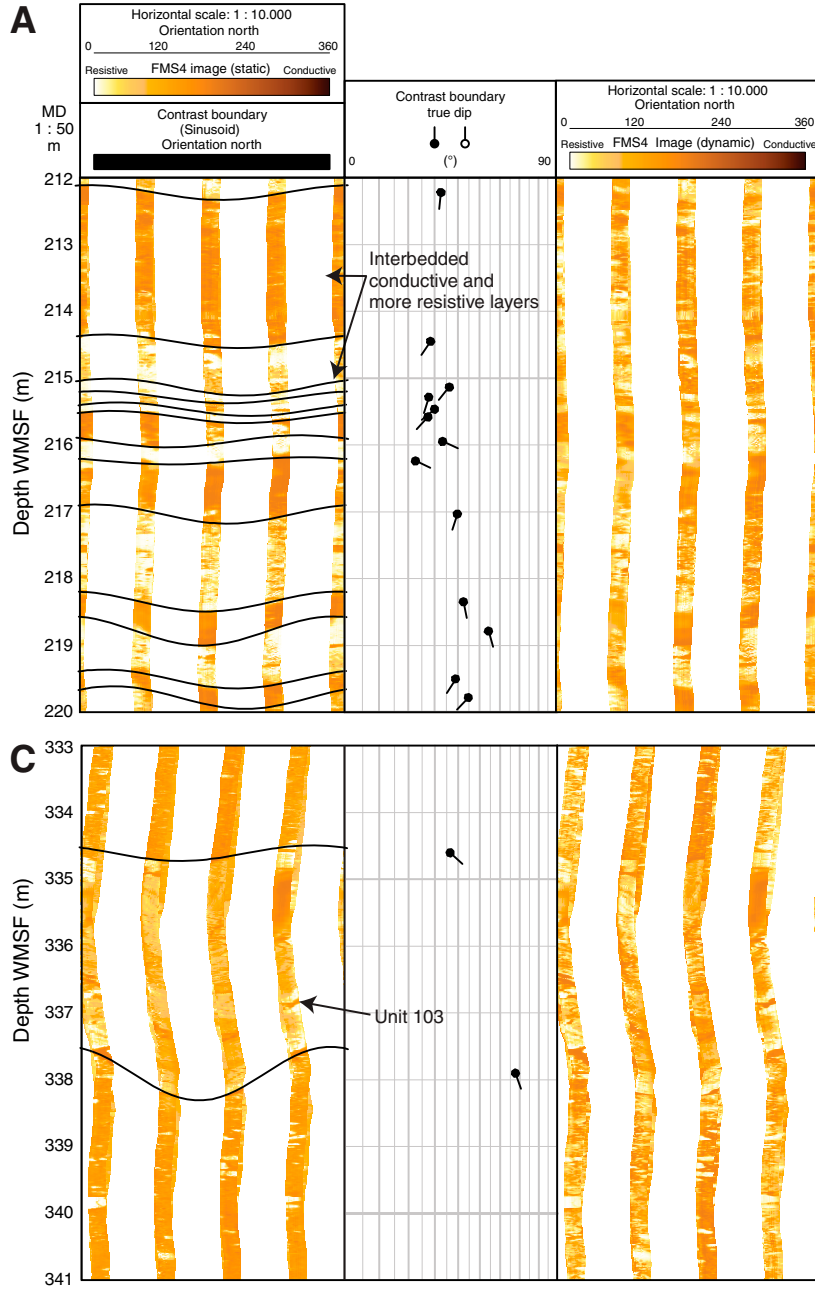 A
Horizontal scale: 1 : 10.000
Orientation north
0 120 240 360
Resistive FMS4 image (static) Conductive
MD
1 : 50
m
Contrast boundary
(Sinusoid)
Orientation north
Contrast boundary
true dip
0 (°) 90
Horizontal scale: 1 : 10.000
Orientation north
0 120 240 360
Resistive FMS4 Image (dynamic) Conductive
Depth WMSF (m)
212
213
214
215
216
217
218
219
220
Interbedded
conductive and
more resistive layers
C
Depth WMSF (m)
333
334
335
336
337
338
339
340
341
Unit 103